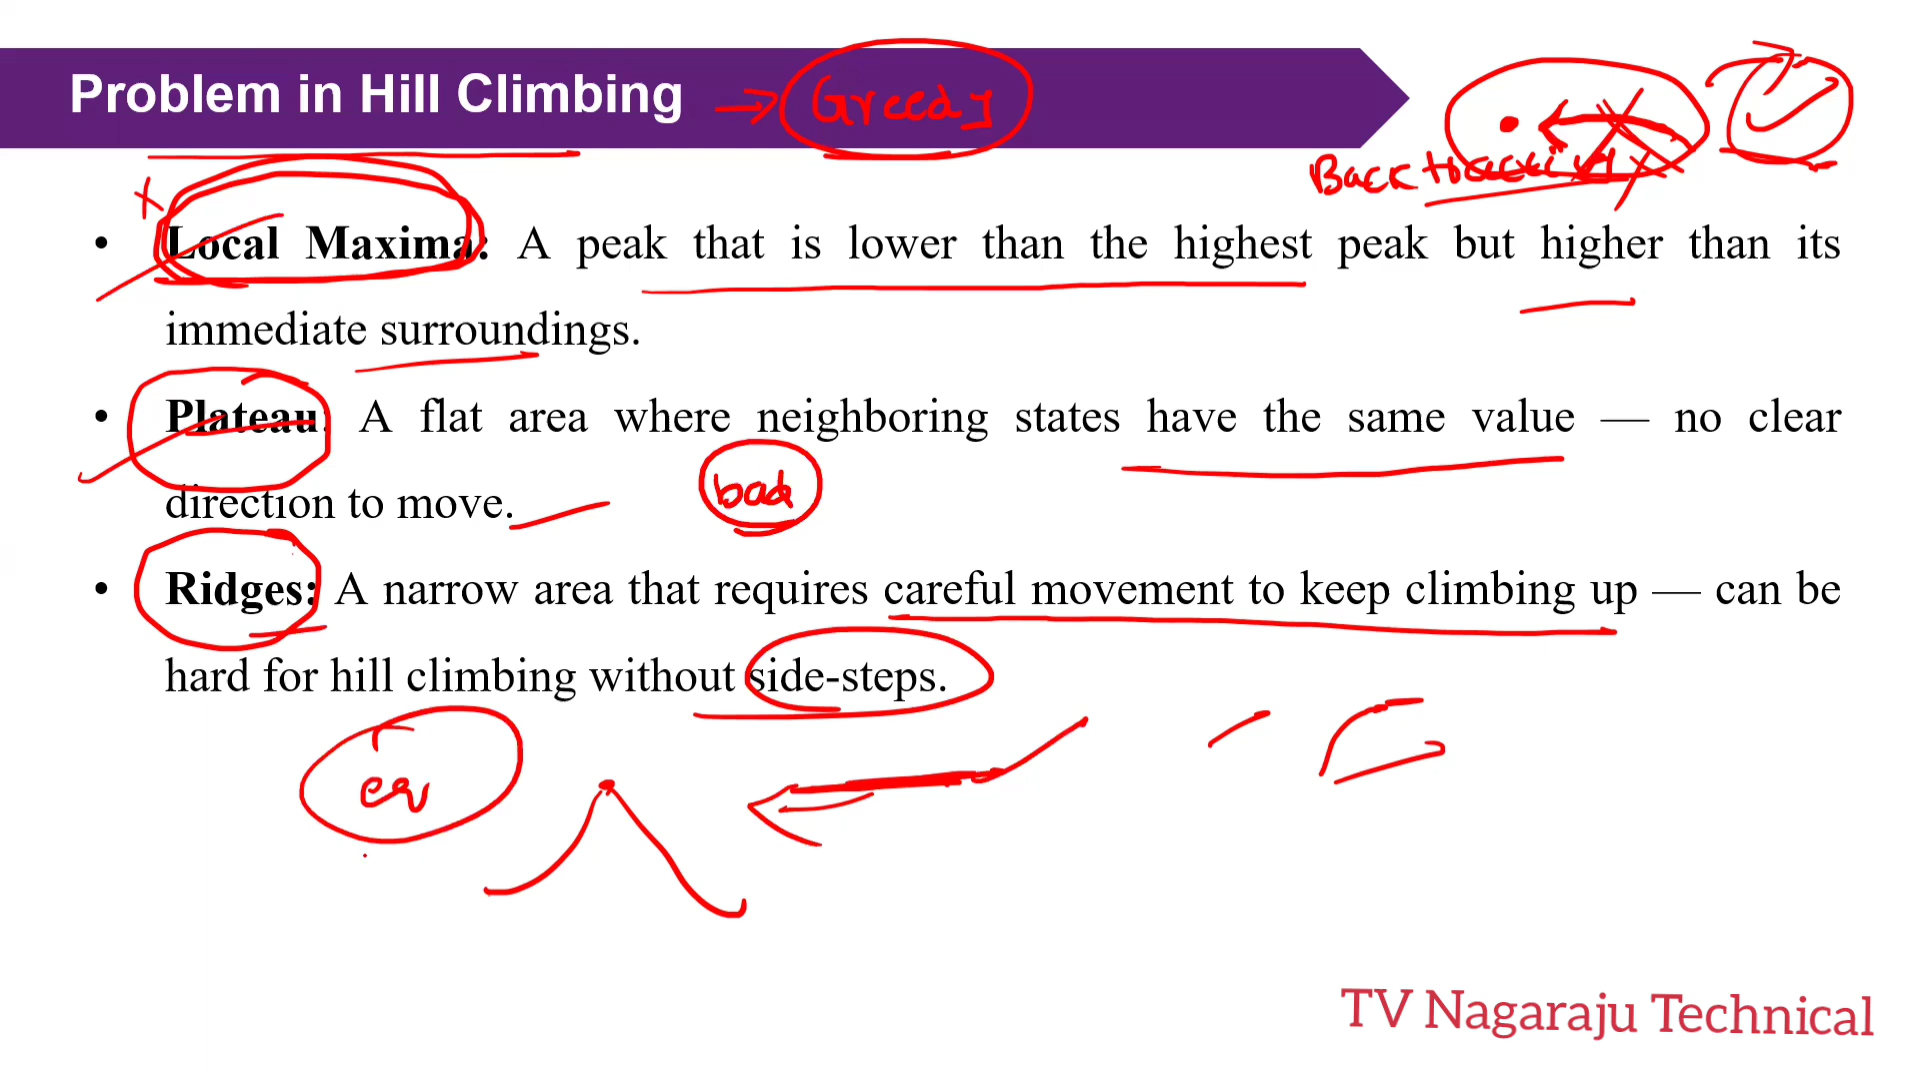 Problem in Hill Climbing → Greedy
Backtracking
• Local Maxima: A peak that is lower than the highest peak but higher than its
immediate surroundings.
• Plateau: A flat area where neighboring states have the same value — no clear
direction to move.
bad
• Ridges: A narrow area that requires careful movement to keep climbing up — can be
hard for hill climbing without side-steps.
TV Nagaraju Technical